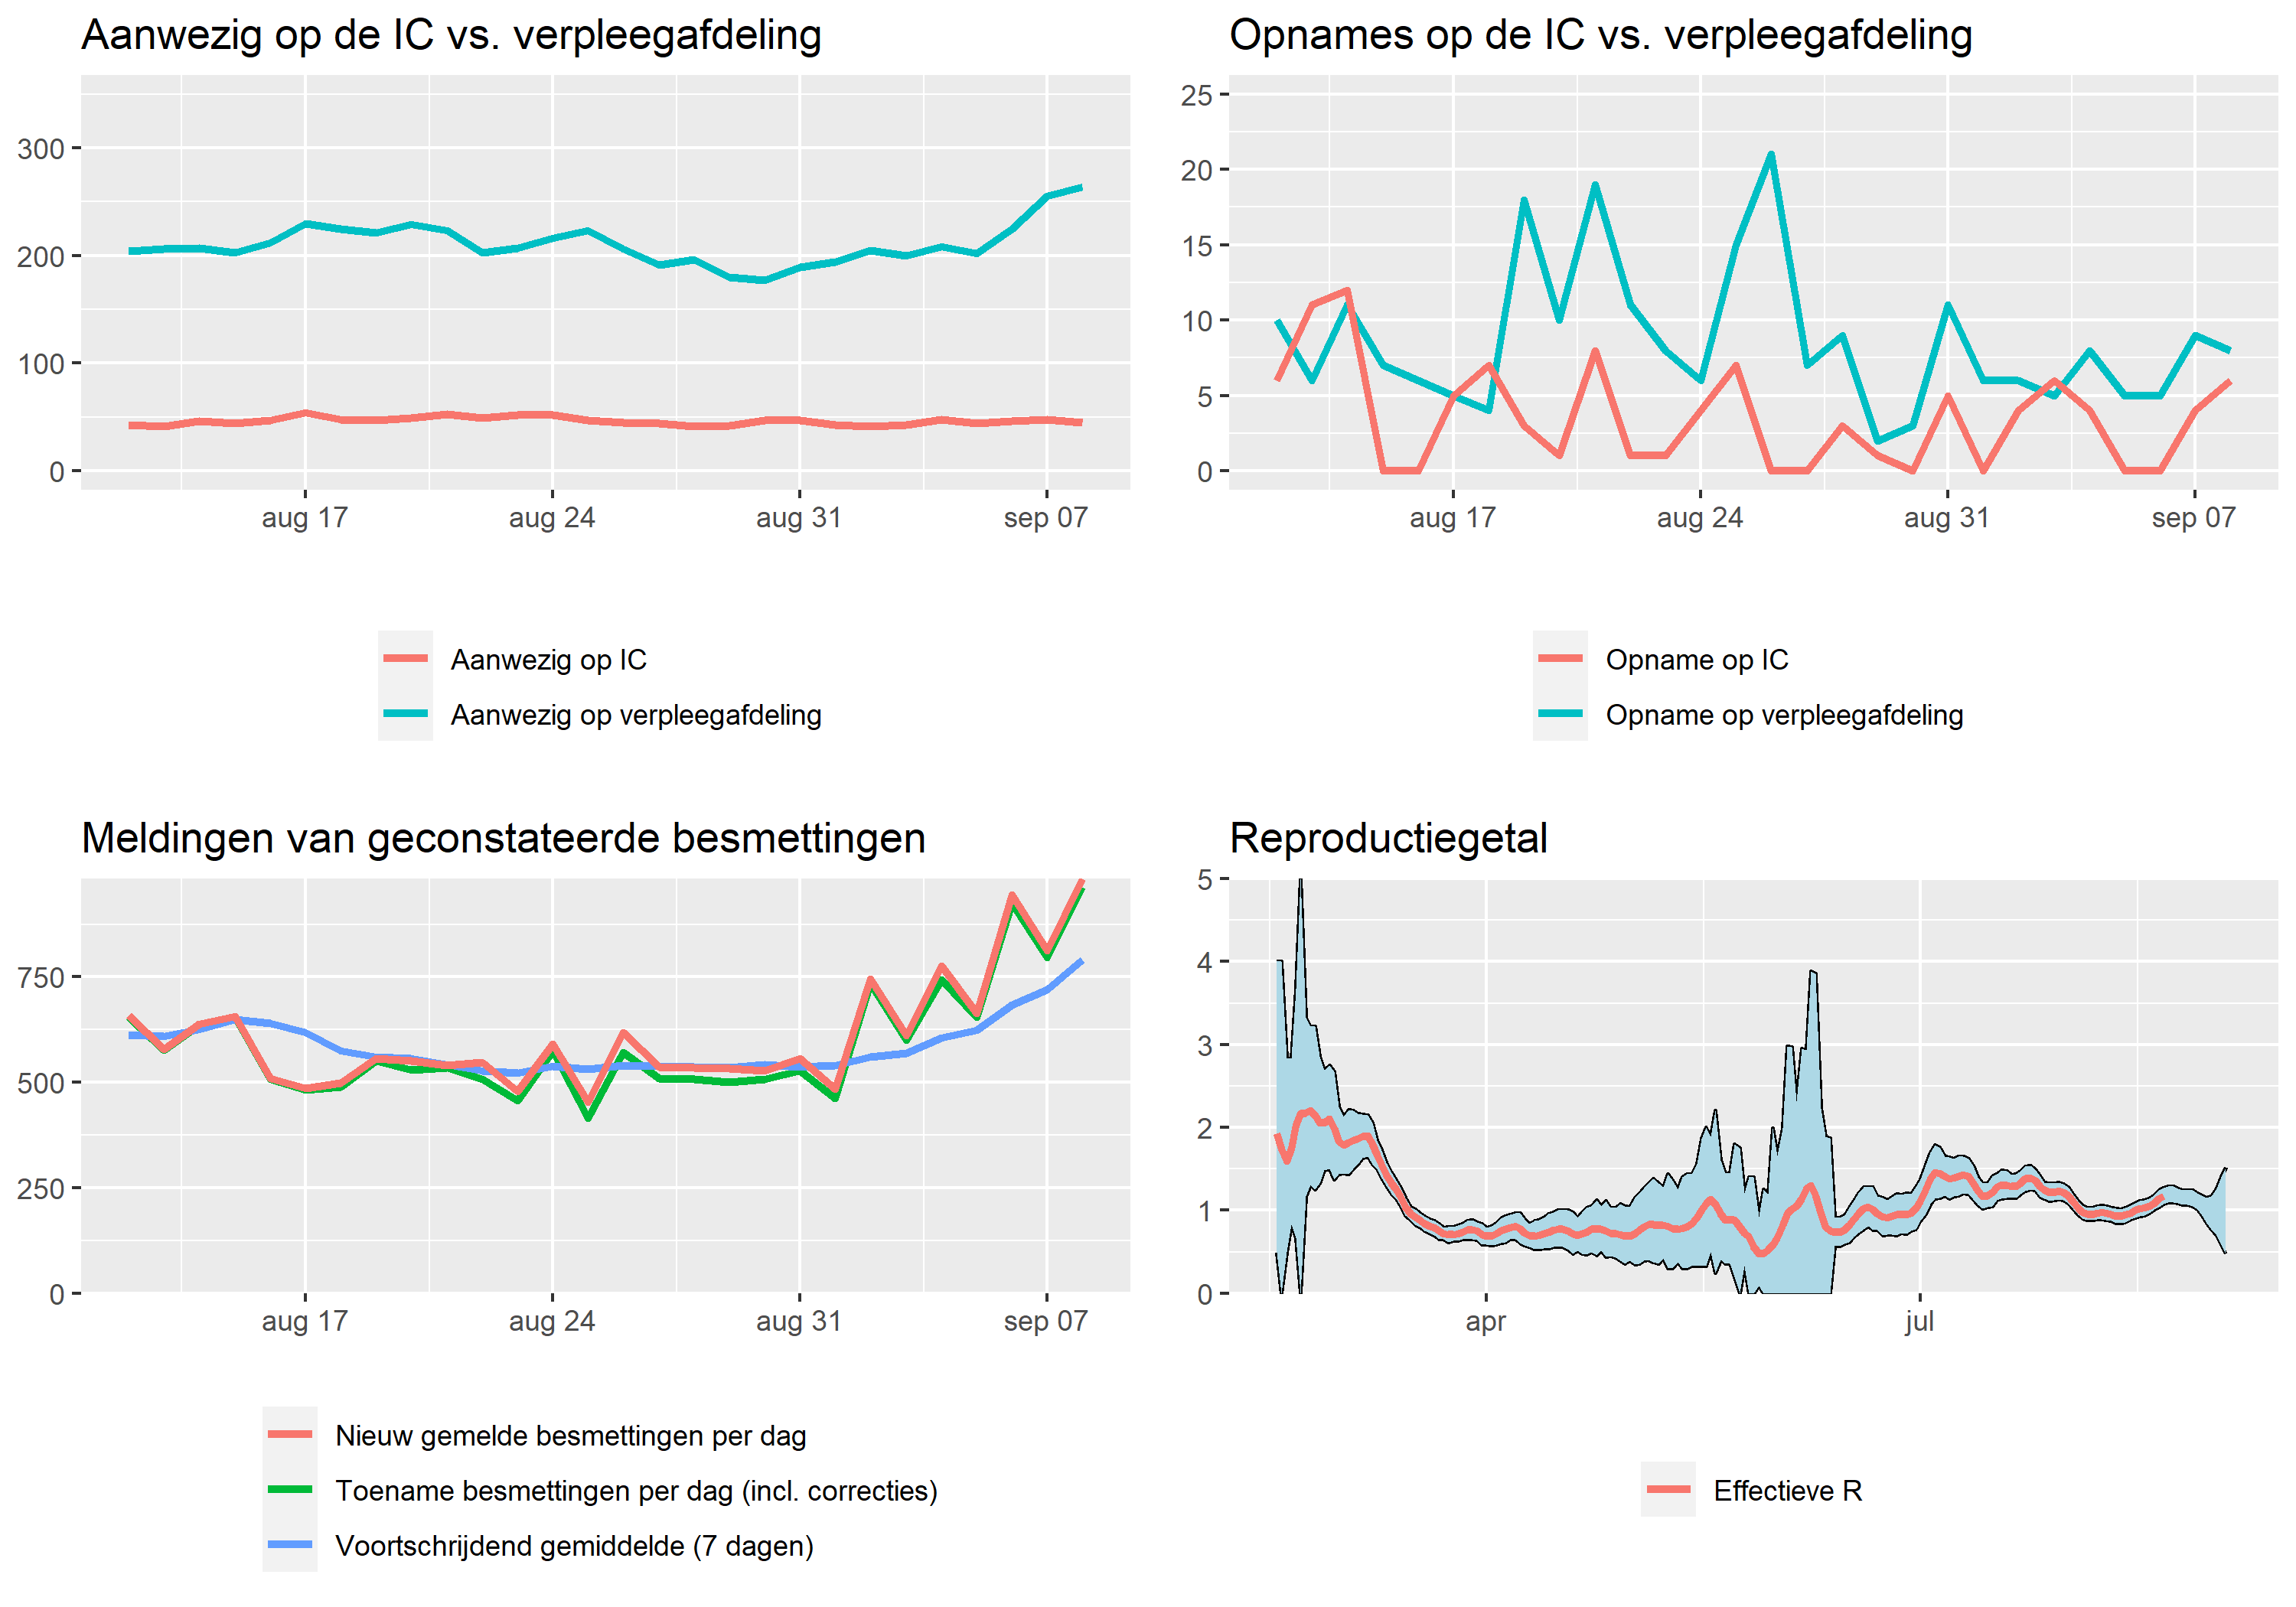 Aanwezig op de IC vs. verpleegafdeling
300
200
100
0
aug 17 aug 24 aug 31 sep 07
Aanwezig op IC
Aanwezig op verpleegafdeling
Opnames op de IC vs. verpleegafdeling
25
20
15
10
5
0
aug 17 aug 24 aug 31 sep 07
Opname op IC
Opname op verpleegafdeling
Meldingen van geconstateerde besmettingen
750
500
250
0
aug 17 aug 24 aug 31 sep 07
Nieuw gemelde besmettingen per dag
Toename besmettingen per dag (incl. correcties)
Voortschrijdend gemiddelde (7 dagen)
Reproductiegetal
5
4
3
2
1
0
apr jul
Effectieve R